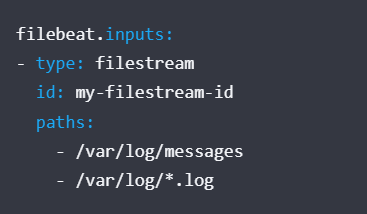 filebeat.inputs:
- type: filestream
  id: my-filestream-id
  paths:
    - /var/log/messages
    - /var/log/*.log